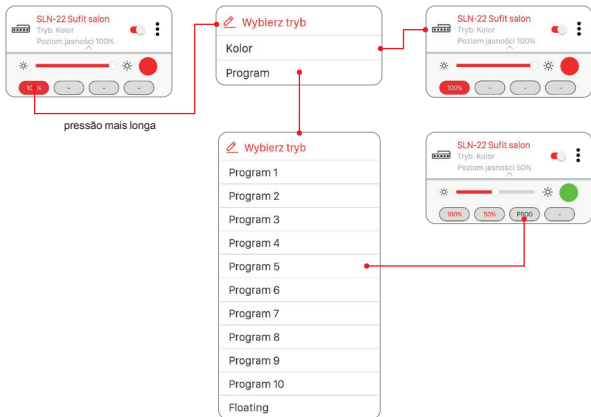 SLN-22 Sufit salon
Tryb: Kolor
Poziom jasności 100%
100%
-
-
-
pressão mais longa
Wybierz tryb
Kolor
Program
SLN-22 Sufit salon
Tryb: Kolor
Poziom jasności 100%
100%
-
-
-
Wybierz tryb
Program 1
Program 2
Program 3
Program 4
Program 5
Program 6
Program 7
Program 8
Program 9
Program 10
Floating
SLN-22 Sufit salon
Tryb: Kolor
Poziom jasności 50%
100%
50%
PROG
-